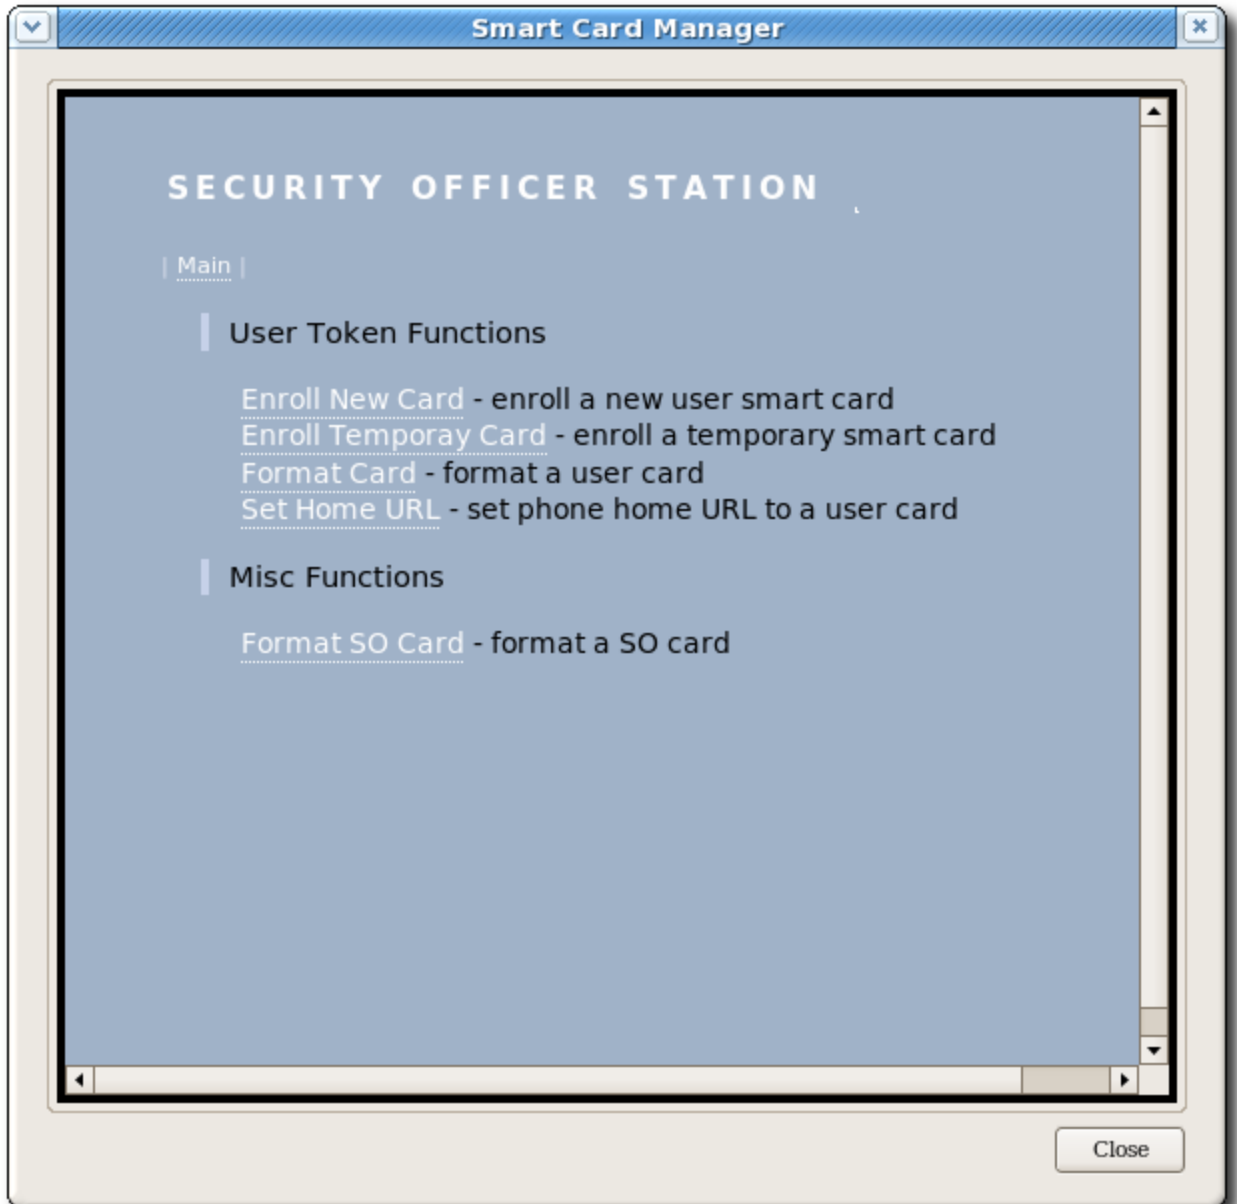 Smart Card Manager
SECURITY OFFICER STATION
| Main |
User Token Functions
Enroll New Card - enroll a new user smart card
Enroll Temporay Card - enroll a temporary smart card
Format Card - format a user card
Set Home URL - set phone home URL to a user card
Misc Functions
Format SO Card - format a SO card
Close